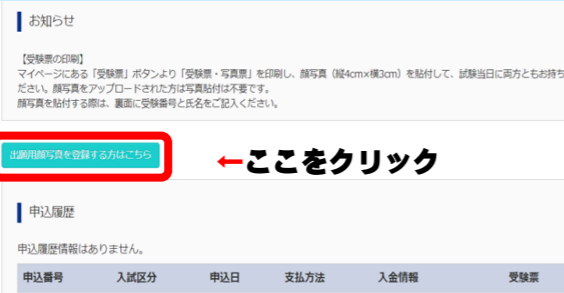 お知らせ
【受験票の印刷】
マイページにある「受験票」ボタンより「受験票・写真票」を印刷し、顔写真（縦4cm×横3cm）を貼付して、試験当日に両方ともお持ち
ださい。顔写真をアップロードされた方は写真貼付は不要です。
顔写真を貼付する際は、裏面に受験番号と氏名をご記入ください。
出願用顔写真を登録する方はこちら
←ここをクリック
申込履歴
申込履歴情報はありません。
申込番号 入試区分 申込日 支払方法 入金情報 受験票